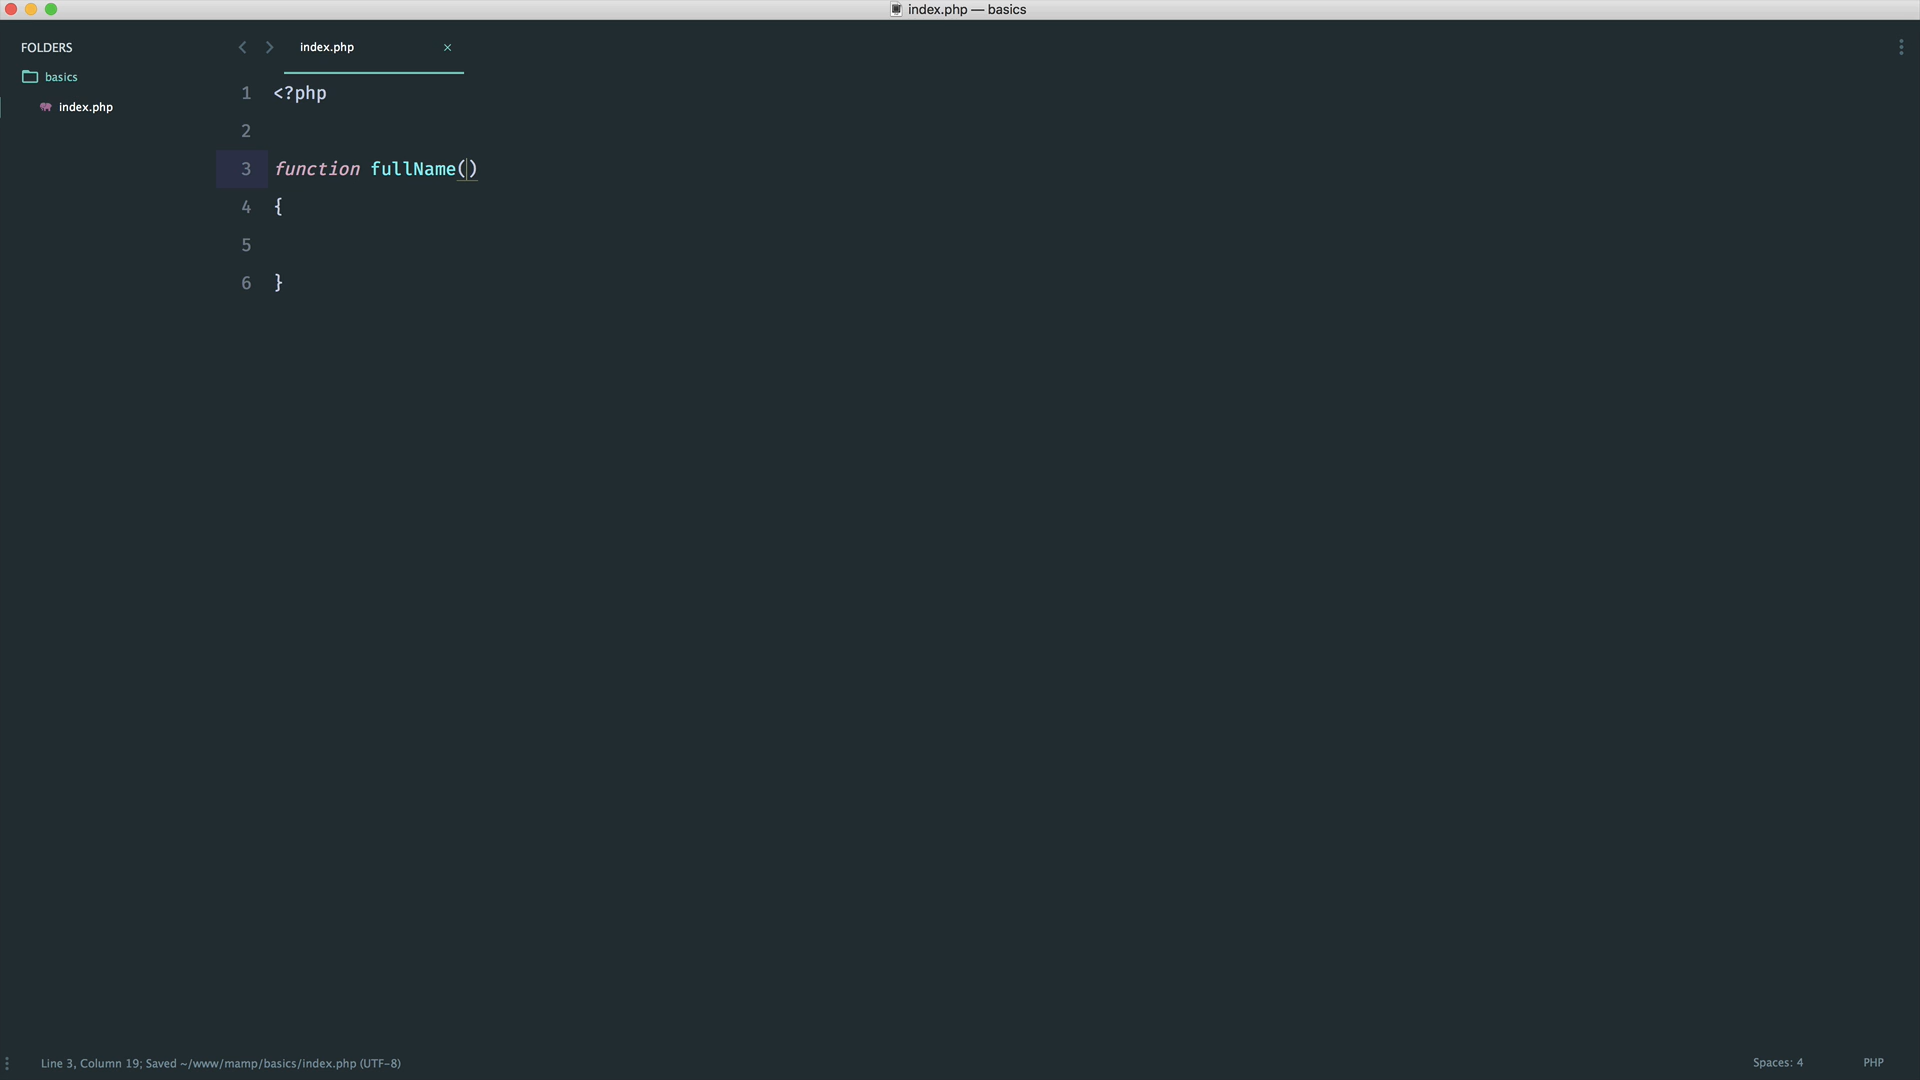 index.php — basics
FOLDERS
basics
index.php
index.php ×
1 <?php
2
3 function fullName()
4 {
5
6 }
Line 3, Column 19; Saved ~/www/mamp/basics/index.php (UTF-8)
Spaces: 4
PHP